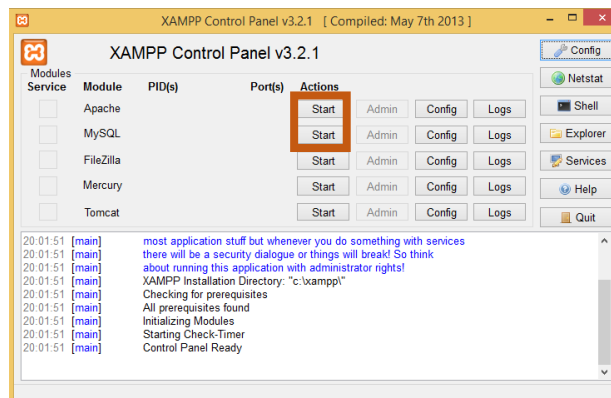 XAMPP Control Panel v3.2.1 [ Compiled: May 7th 2013 ]
XAMPP Control Panel v3.2.1
Config
Modules
Service Module PID(s) Port(s) Actions
Netstat
Apache Start Admin Config Logs
Shell
MySQL Start Admin Config Logs
Explorer
FileZilla Start Admin Config Logs
Services
Mercury Start Admin Config Logs
Help
Tomcat Start Admin Config Logs
Quit
20:01:51 [main] most application stuff but whenever you do something with services
20:01:51 [main] there will be a security dialogue or things will break! So think
20:01:51 [main] about running this application with administrator rights!
20:01:51 [main] XAMPP Installation Directory: "c:\xampp\"
20:01:51 [main] Checking for prerequisites
20:01:51 [main] All prerequisites found
20:01:51 [main] Initializing Modules
20:01:51 [main] Starting Check-Timer
20:01:51 [main] Control Panel Ready